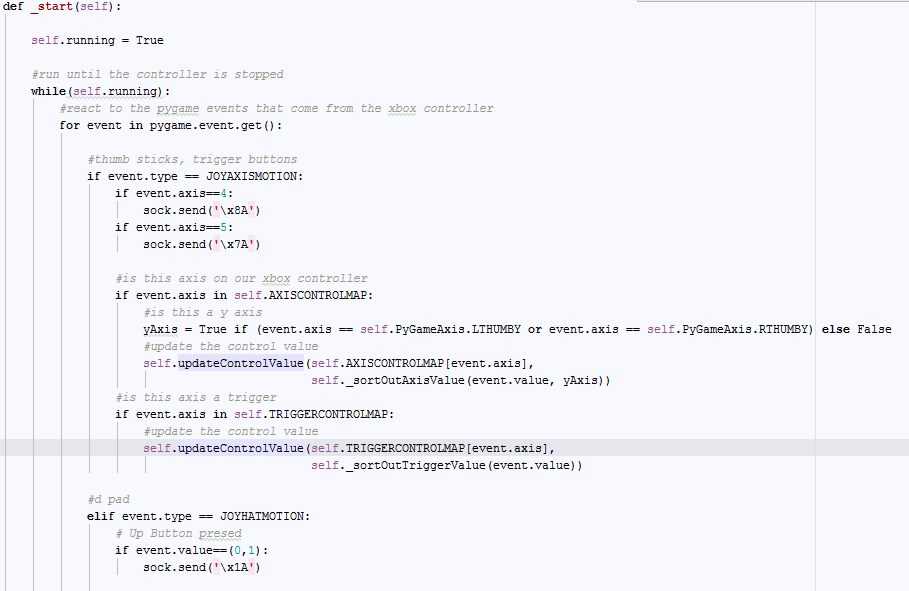 def _start(self):
self.running = True
#run until the controller is stopped
while(self.running):
#react to the pygame events that come from the xbox controller
for event in pygame.event.get():
#thumb sticks, trigger buttons
if event.type == JOYAXISMOTION:
if event.axis==4:
sock.send('\x8A')
if event.axis==5:
sock.send('\x7A')
#is this axis on our xbox controller
if event.axis in self.AXISCONTROLMAP:
#is this a y axis
yAxis = True if (event.axis == self.PyGameAxis.LTHUMBY or event.axis == self.PyGameAxis.RTHUMBY) else False
#update the control value
self.updateControlValue(self.AXISCONTROLMAP[event.axis],
self._sortOutAxisValue(event.value, yAxis))
#is this axis a trigger
if event.axis in self.TRIGGERCONTROLMAP:
#update the control value
self.updateControlValue(self.TRIGGERCONTROLMAP[event.axis],
self._sortOutTriggerValue(event.value))
#d pad
elif event.type == JOYHATMOTION:
# Up Button presed
if event.value==(0,1):
sock.send('\x1A')